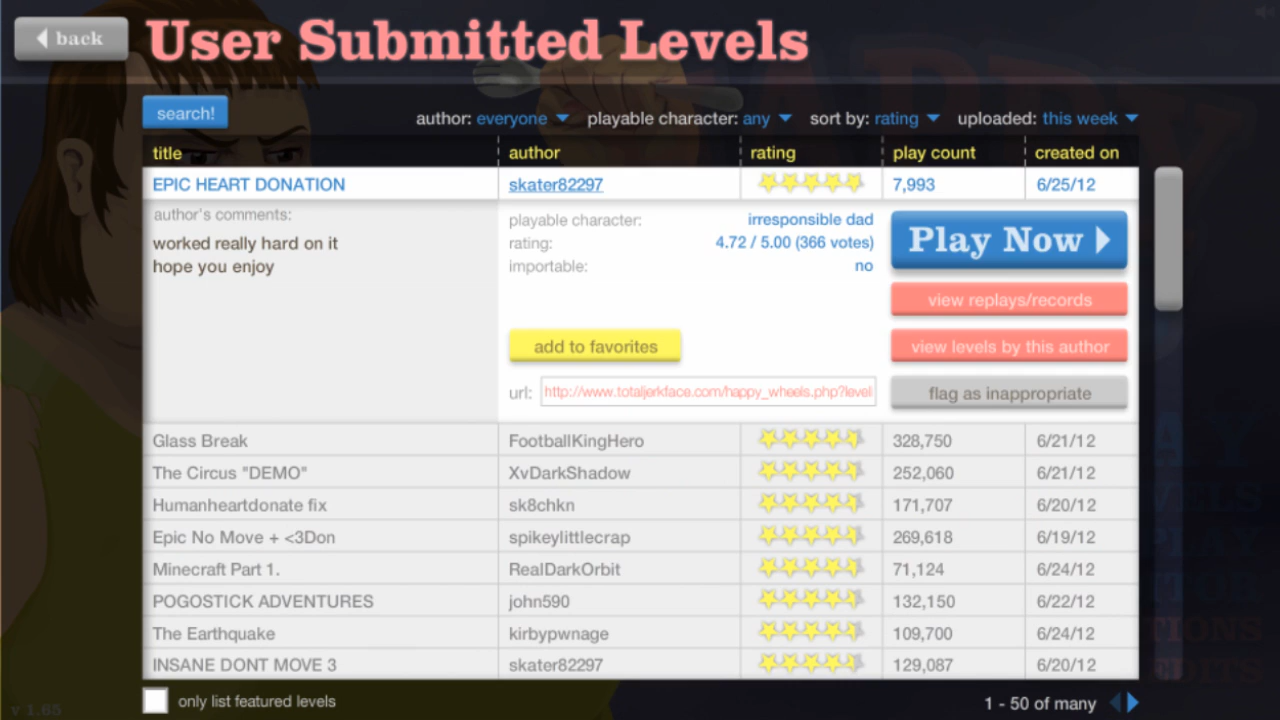 back
User Submitted Levels
search!
author: everyone playable character: any sort by: rating uploaded: this week
title author rating play count created on
EPIC HEART DONATION skater82297 7,993 6/25/12
author's comments:
worked really hard on it
hope you enjoy
playable character: irresponsible dad
rating: 4.72 / 5.00 (366 votes)
importable: no
Play Now
view replays/records
add to favorites
view levels by this author
url: http://www.totaljerkface.com/happy_wheels.php?level
flag as inappropriate
Glass Break FootballKingHero 328,750 6/21/12
The Circus "DEMO" XvDarkShadow 252,060 6/21/12
Humanheartdonate fix sk8chkn 171,707 6/20/12
Epic No Move + <3Don spikeylittlecrap 269,618 6/19/12
Minecraft Part 1. RealDarkOrbit 71,124 6/24/12
POGOSTICK ADVENTURES john590 132,150 6/22/12
The Earthquake kirbypwnage 109,700 6/24/12
INSANE DONT MOVE 3 skater82297 129,087 6/20/12
only list featured levels
1 - 50 of many
v 1.65